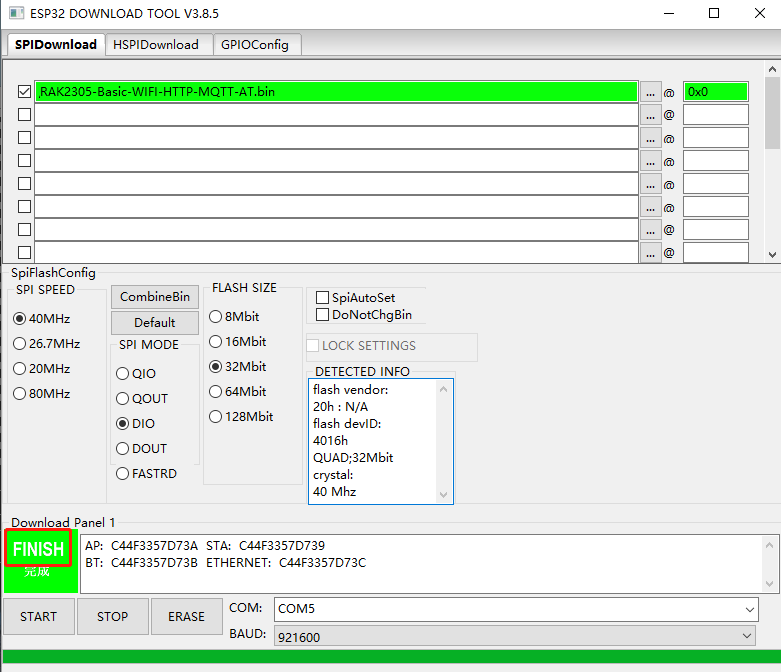 ESP32 DOWNLOAD TOOL V3.8.5
SPIDownload HSPIDownload GPIOConfig
RAK2305-Basic-WIFI-HTTP-MQTT-AT.bin ... @ 0x0
... @
... @
... @
... @
... @
... @
... @
SpiFlashConfig
SPI SPEED
40MHz
26.7MHz
20MHz
80MHz
CombineBin
Default
SPI MODE
QIO
QOUT
DIO
DOUT
FASTRD
FLASH SIZE
8Mbit
16Mbit
32Mbit
64Mbit
128Mbit
SpiAutoSet
DoNotChgBin
LOCK SETTINGS
DETECTED INFO
flash vendor:
20h : N/A
flash devID:
4016h
QUAD;32Mbit
crystal:
40 Mhz
Download Panel 1
FINISH
完成
AP: C44F3357D73A STA: C44F3357D739
BT: C44F3357D73B ETHERNET: C44F3357D73C
START STOP ERASE
COM: COM5
BAUD: 921600